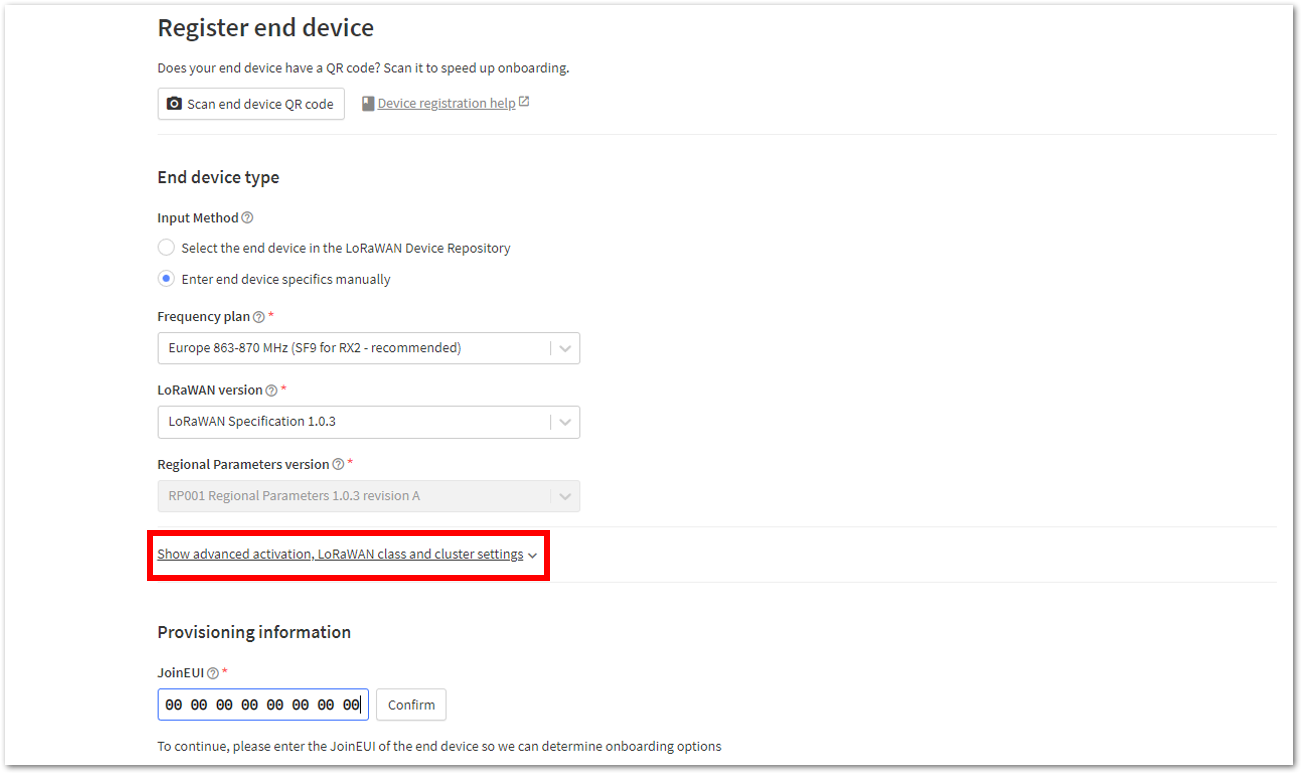 Register end device
Does your end device have a QR code? Scan it to speed up onboarding.
Scan end device QR code Device registration help
End device type
Input Method
Select the end device in the LoRaWAN Device Repository
Enter end device specifics manually
Frequency plan *
Europe 863-870 MHz (SF9 for RX2 - recommended)
LoRaWAN version *
LoRaWAN Specification 1.0.3
Regional Parameters version *
RP001 Regional Parameters 1.0.3 revision A
Show advanced activation, LoRaWAN class and cluster settings
Provisioning information
JoinEUI *
00 00 00 00 00 00 00 00 Confirm
To continue, please enter the JoinEUI of the end device so we can determine onboarding options